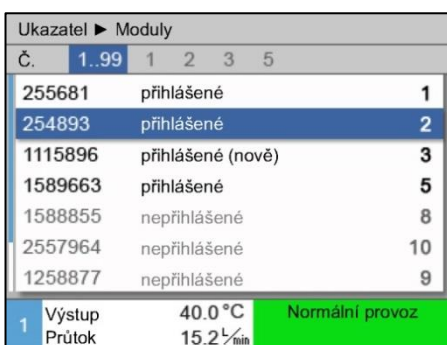 Ukazatel ► Moduly
Č. 1..99 1 2 3 5
255681 přihlášené 1
254893 přihlášené 2
1115896 přihlášené (nově) 3
1589663 přihlášené 5
1588855 nepřihlášené 8
2557964 nepřihlášené 10
1258877 nepřihlášené 9
1 Výstup 40.0 °C Normální provoz
Průtok 15.2 L/min